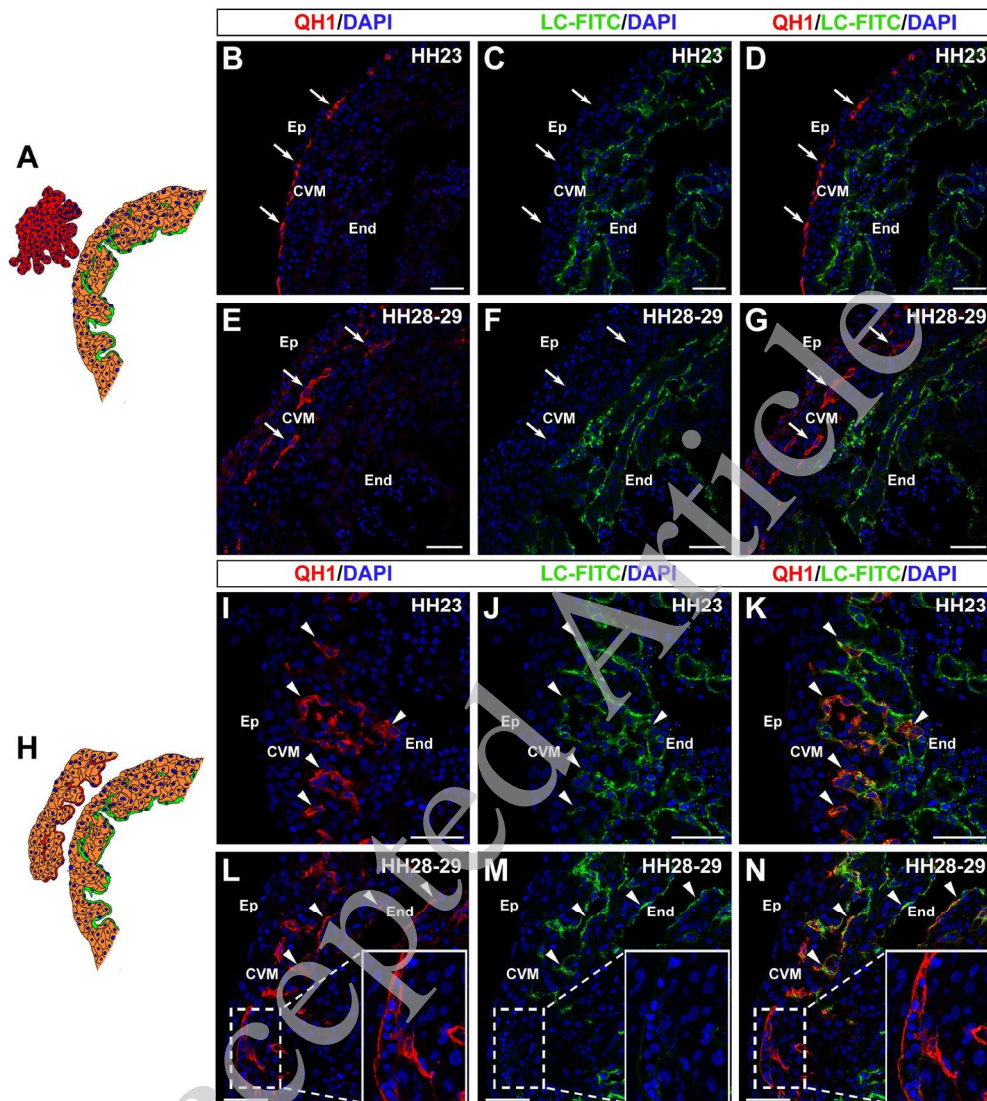 QH1/DAPI LC-FITC/DAPI QH1/LC-FITC/DAPI
A
B HH23 Ep CVM End
C HH23 Ep CVM End
D HH23 Ep CVM End
E HH28-29 Ep CVM End
F HH28-29 Ep CVM End
G HH28-29 Ep CVM End
QH1/DAPI LC-FITC/DAPI QH1/LC-FITC/DAPI
H
I HH23 Ep CVM End
J HH23 Ep CVM End
K HH23 Ep CVM End
L HH28-29 Ep CVM End
M HH28-29 Ep CVM End
N HH28-29 Ep CVM End
cepted Article